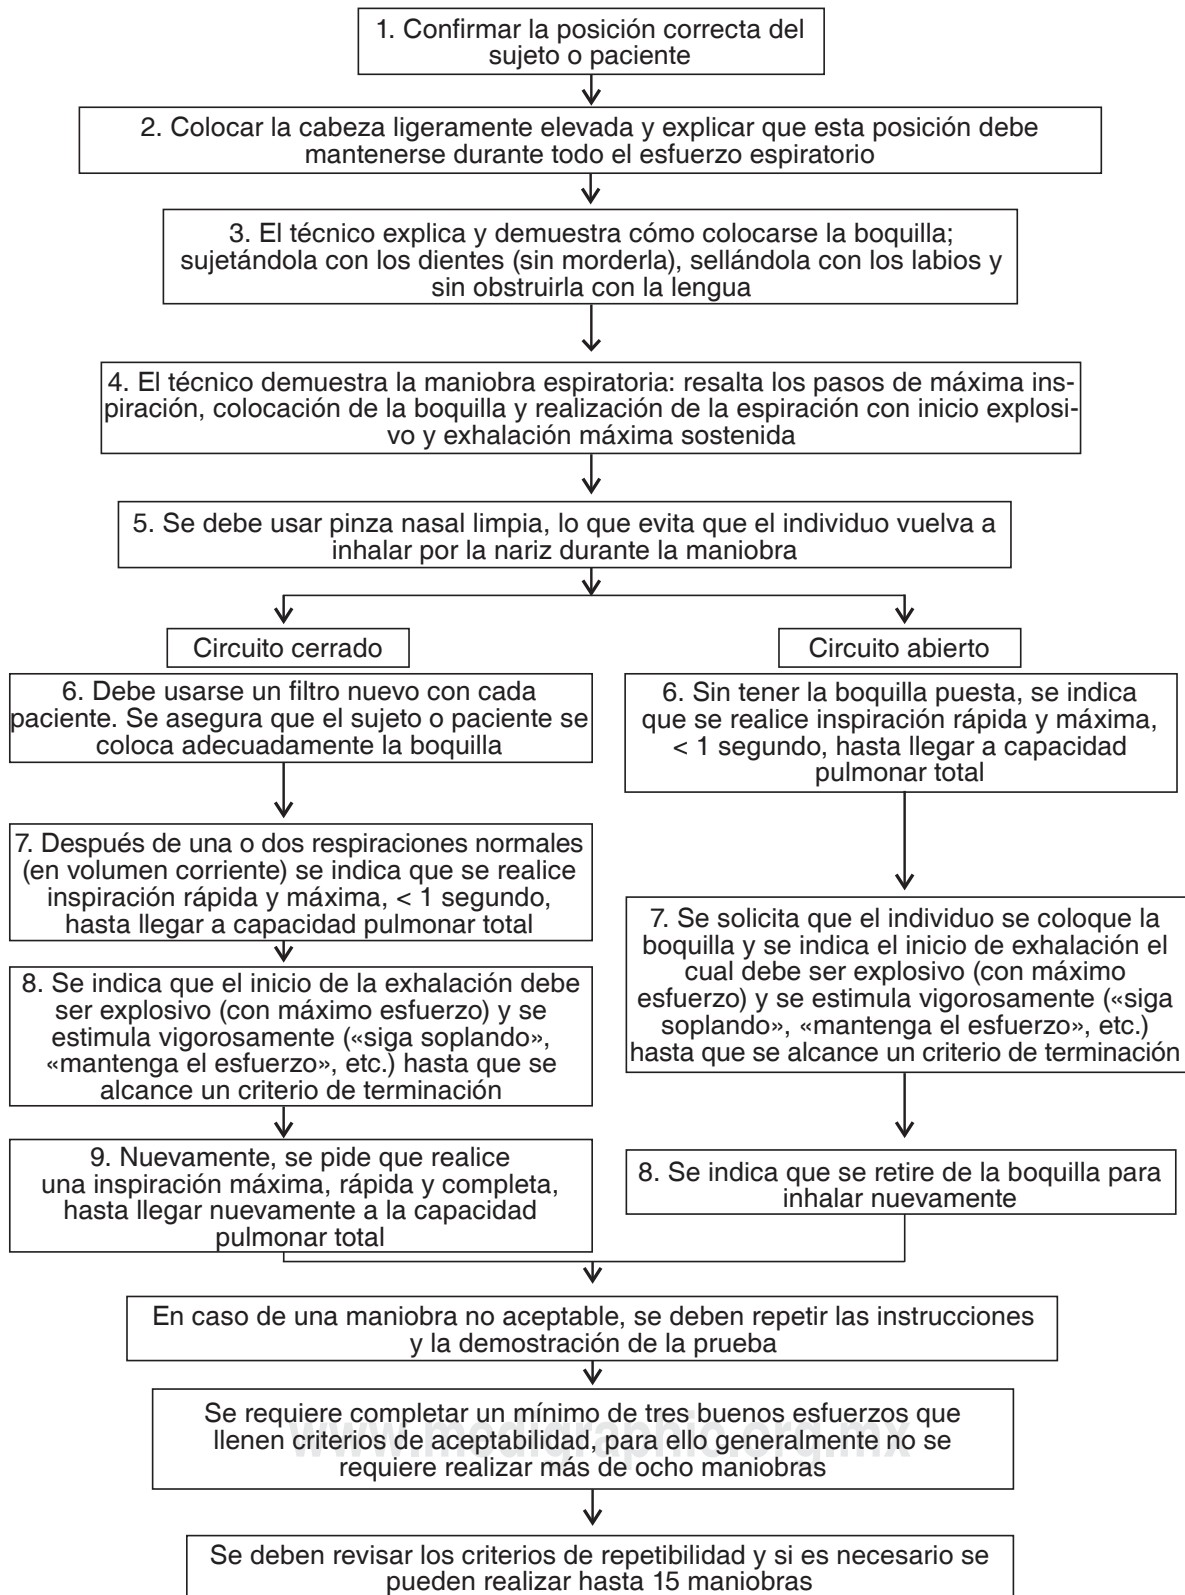 1. Confirmar la posición correcta del
sujeto o paciente
2. Colocar la cabeza ligeramente elevada y explicar que esta posición debe
mantenerse durante todo el esfuerzo espiratorio
3. El técnico explica y demuestra cómo colocarse la boquilla;
sujetándola con los dientes (sin morderla), sellándola con los labios y
sin obstruirla con la lengua
4. El técnico demuestra la maniobra espiratoria: resalta los pasos de máxima ins-
piración, colocación de la boquilla y realización de la espiración con inicio explosi-
vo y exhalación máxima sostenida
5. Se debe usar pinza nasal limpia, lo que evita que el individuo vuelva a
inhalar por la nariz durante la maniobra
Circuito cerrado
6. Debe usarse un filtro nuevo con cada
paciente. Se asegura que el sujeto o paciente se
coloca adecuadamente la boquilla
7. Después de una o dos respiraciones normales
(en volumen corriente) se indica que se realice
inspiración rápida y máxima, < 1 segundo,
hasta llegar a capacidad pulmonar total
8. Se indica que el inicio de la exhalación debe
ser explosivo (con máximo esfuerzo) y se
estimula vigorosamente («siga soplando»,
«mantenga el esfuerzo», etc.) hasta que se
alcance un criterio de terminación
9. Nuevamente, se pide que realice
una inspiración máxima, rápida y completa,
hasta llegar nuevamente a la capacidad
pulmonar total
Circuito abierto
6. Sin tener la boquilla puesta, se indica
que se realice inspiración rápida y máxima,
< 1 segundo, hasta llegar a capacidad
pulmonar total
7. Se solicita que el individuo se coloque la
boquilla y se indica el inicio de exhalación el
cual debe ser explosivo (con máximo
esfuerzo) y se estimula vigorosamente («siga
soplando», «mantenga el esfuerzo», etc.)
hasta que se alcance un criterio de terminación
8. Se indica que se retire de la boquilla para
inhalar nuevamente
En caso de una maniobra no aceptable, se deben repetir las instrucciones
y la demostración de la prueba
Se requiere completar un mínimo de tres buenos esfuerzos que
llenen criterios de aceptabilidad, para ello generalmente no se
requiere realizar más de ocho maniobras
www.medigraphic.org.mx
Se deben revisar los criterios de repetibilidad y si es necesario se
pueden realizar hasta 15 maniobras